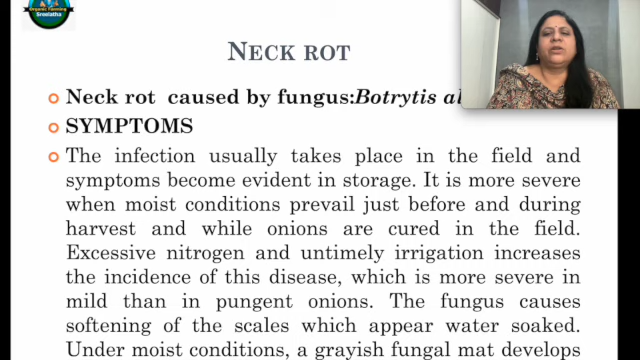 Organic Farming
Sreelatha
NECK ROT
Neck rot caused by fungus:Botrytis al
SYMPTOMS
The infection usually takes place in the field and
symptoms become evident in storage. It is more severe
when moist conditions prevail just before and during
harvest and while onions are cured in the field.
Excessive nitrogen and untimely irrigation increases
the incidence of this disease, which is more severe in
mild than in pungent onions. The fungus causes
softening of the scales which appear water soaked.
Under moist conditions, a grayish fungal mat develops